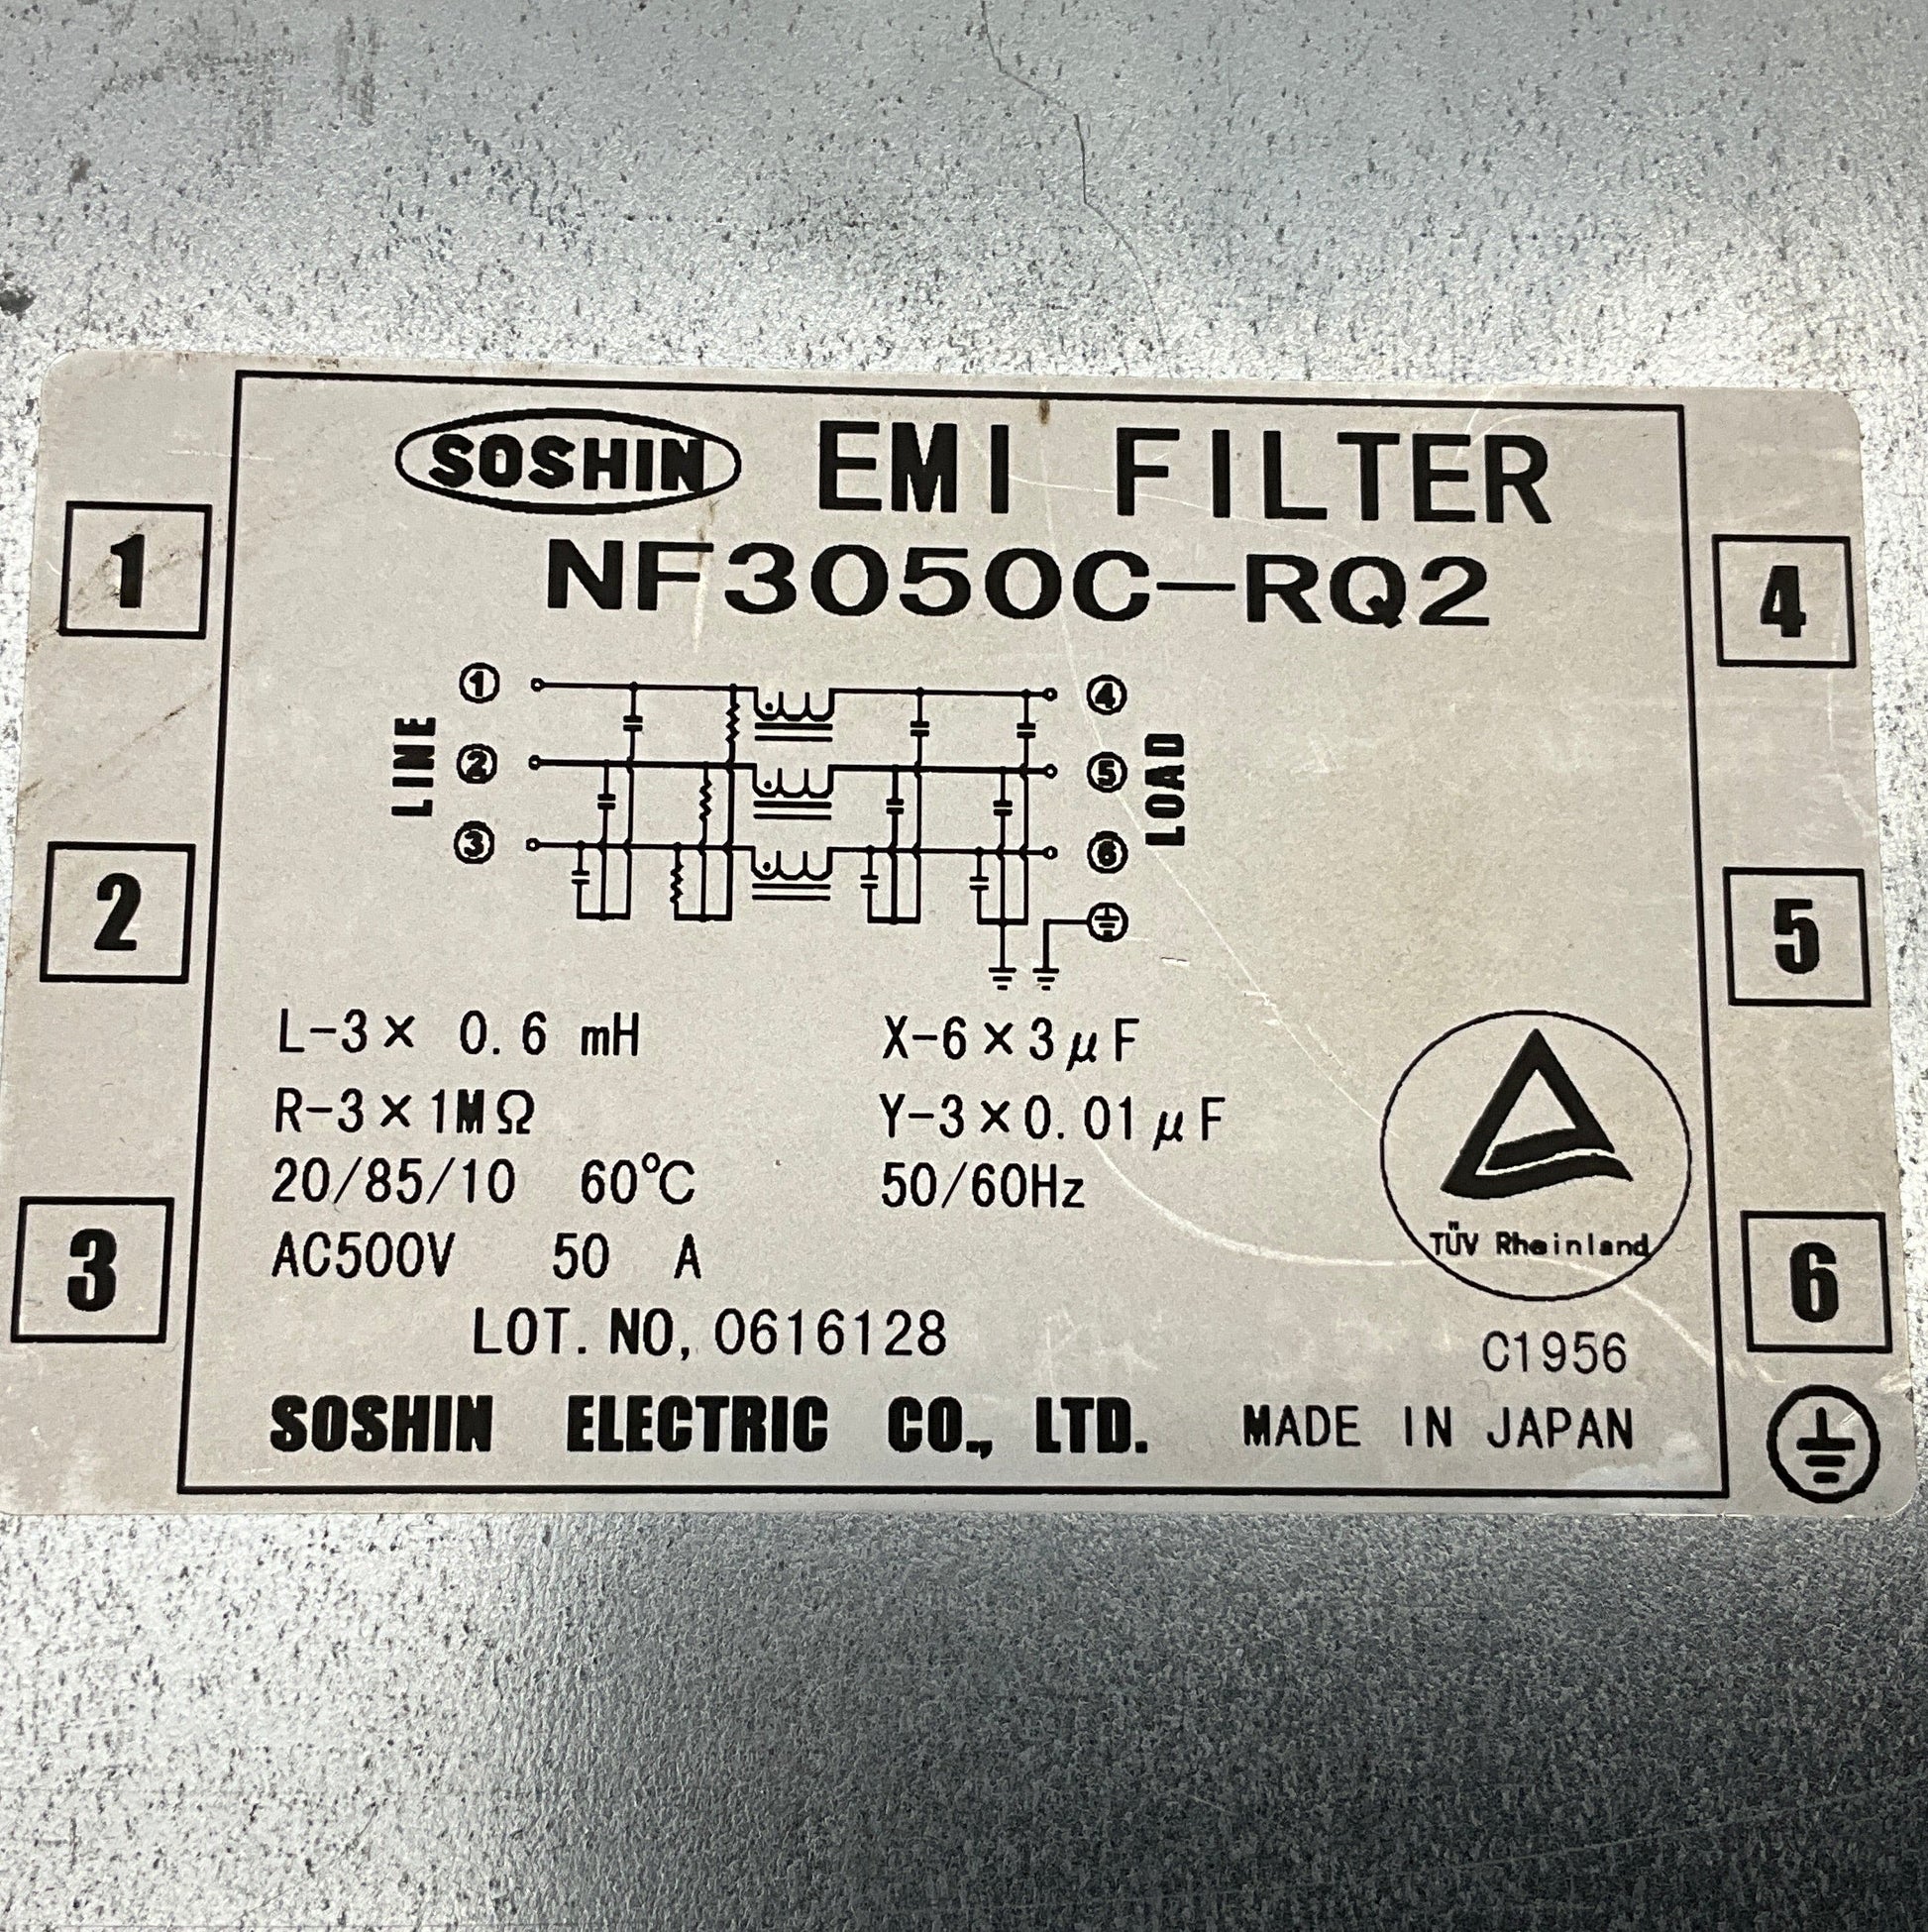 SOSHIN EMI FILTER
NF3050C-RQ2
1
2
3
4
5
6
LINE
① ④
② ⑤
③ ⑥
LOAD
L-3× 0.6 mH X-6×3μF
R-3×1MΩ Y-3×0.01μF
20/85/10 60℃ 50/60Hz
AC500V 50 A
TÜV Rheinland
LOT. NO, 0616128
C1956
SOSHIN ELECTRIC CO., LTD. MADE IN JAPAN